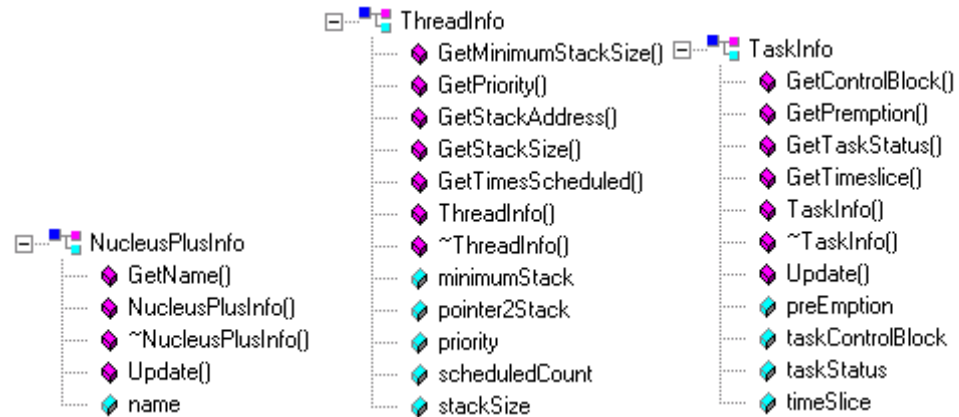 NucleusPlusInfo
GetName()
NucleusPlusInfo()
~NucleusPlusInfo()
Update()
name
ThreadInfo
GetMinimumStackSize()
GetPriority()
GetStackAddress()
GetStackSize()
GetTimesScheduled()
ThreadInfo()
~ThreadInfo()
minimumStack
pointer2Stack
priority
scheduledCount
stackSize
TaskInfo
GetControlBlock()
GetPremption()
GetTaskStatus()
GetTimeslice()
TaskInfo()
~TaskInfo()
Update()
preEmption
taskControlBlock
taskStatus
timeSlice